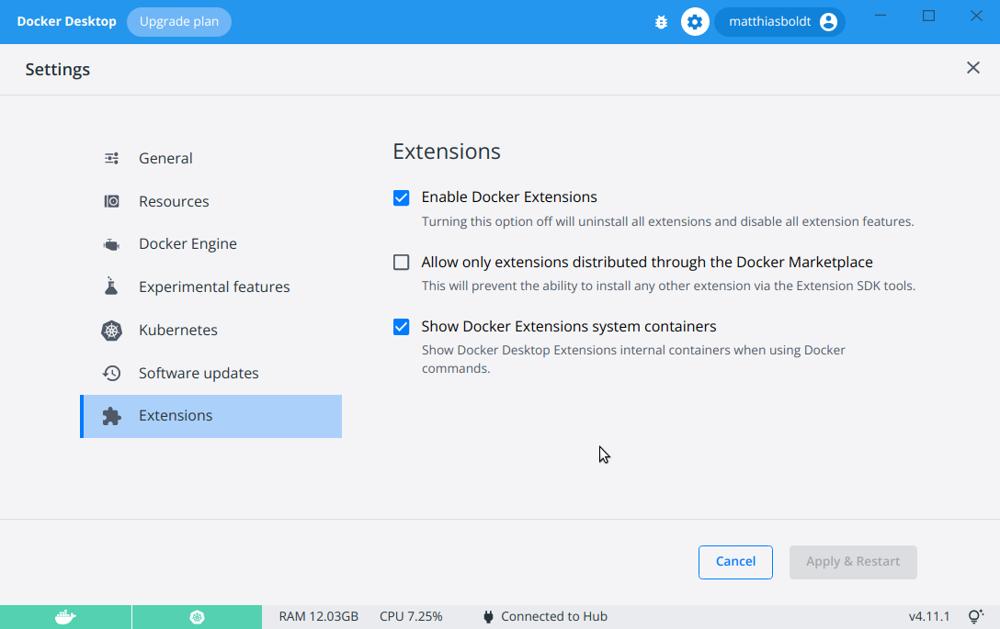 Docker Desktop
Upgrade plan
matthiasboldt
Settings
General
Resources
Docker Engine
Experimental features
Kubernetes
Software updates
Extensions
Extensions
Enable Docker Extensions
Turning this option off will uninstall all extensions and disable all extension features.
Allow only extensions distributed through the Docker Marketplace
This will prevent the ability to install any other extension via the Extension SDK tools.
Show Docker Extensions system containers
Show Docker Desktop Extensions internal containers when using Docker
commands.
Cancel
Apply & Restart
RAM 12.03GB
CPU 7.25%
Connected to Hub
v4.11.1